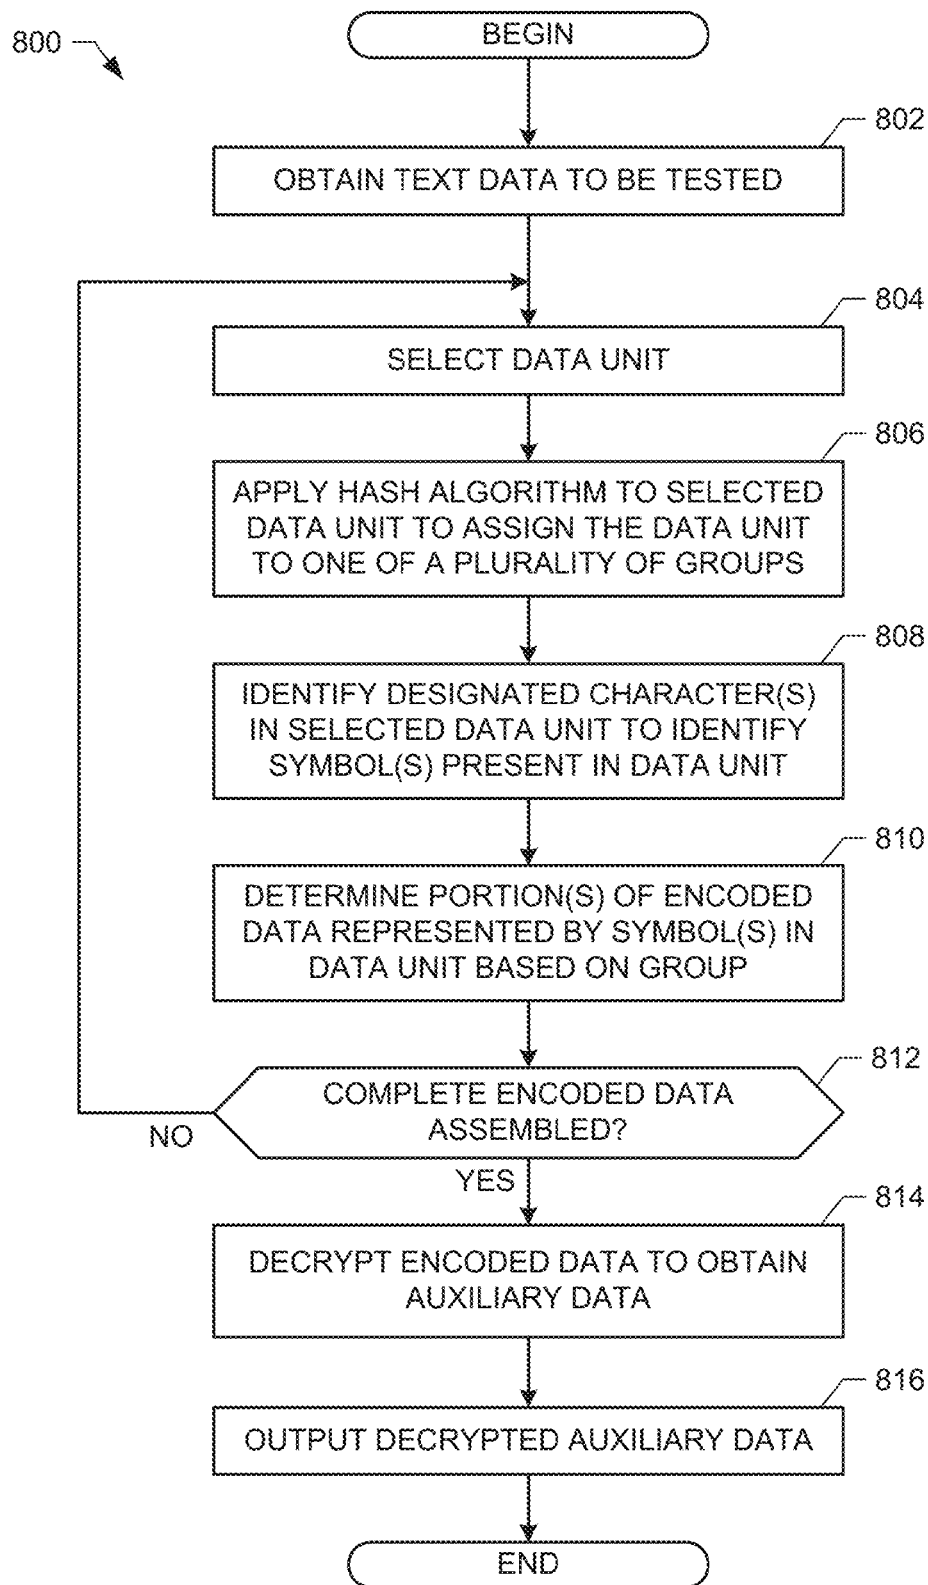 800
BEGIN
802
OBTAIN TEXT DATA TO BE TESTED
804
SELECT DATA UNIT
806
APPLY HASH ALGORITHM TO SELECTED
DATA UNIT TO ASSIGN THE DATA UNIT
TO ONE OF A PLURALITY OF GROUPS
808
IDENTIFY DESIGNATED CHARACTER(S)
IN SELECTED DATA UNIT TO IDENTIFY
SYMBOL(S) PRESENT IN DATA UNIT
810
DETERMINE PORTION(S) OF ENCODED
DATA REPRESENTED BY SYMBOL(S) IN
DATA UNIT BASED ON GROUP
812
COMPLETE ENCODED DATA
ASSEMBLED?
NO
YES
814
DECRYPT ENCODED DATA TO OBTAIN
AUXILIARY DATA
816
OUTPUT DECRYPTED AUXILIARY DATA
END